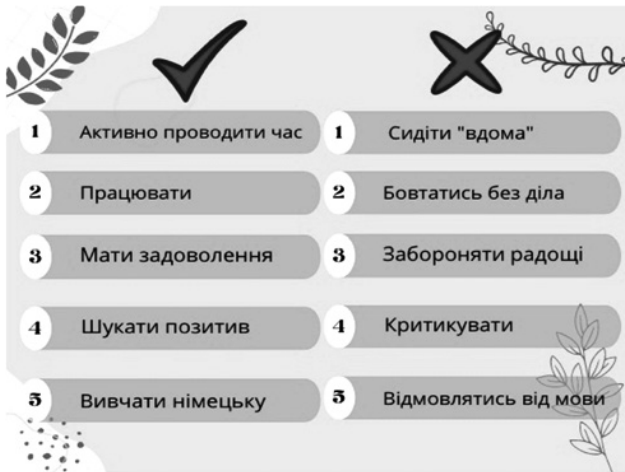 1 Активно проводити час
2 Працювати
3 Мати задоволення
4 Шукати позитив
5 Вивчати німецьку
1 Сидіти "вдома"
2 Бовтатись без діла
3 Забороняти радощі
4 Критикувати
5 Відмовлятись від мови